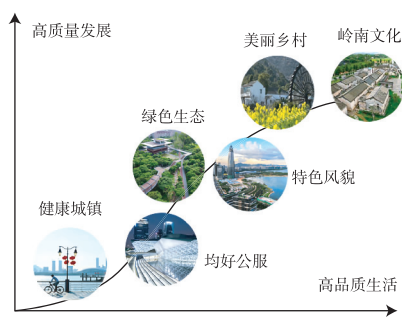 高质量发展
美丽乡村
岭南文化
绿色生态
特色风貌
健康城镇
均好公服
高品质生活